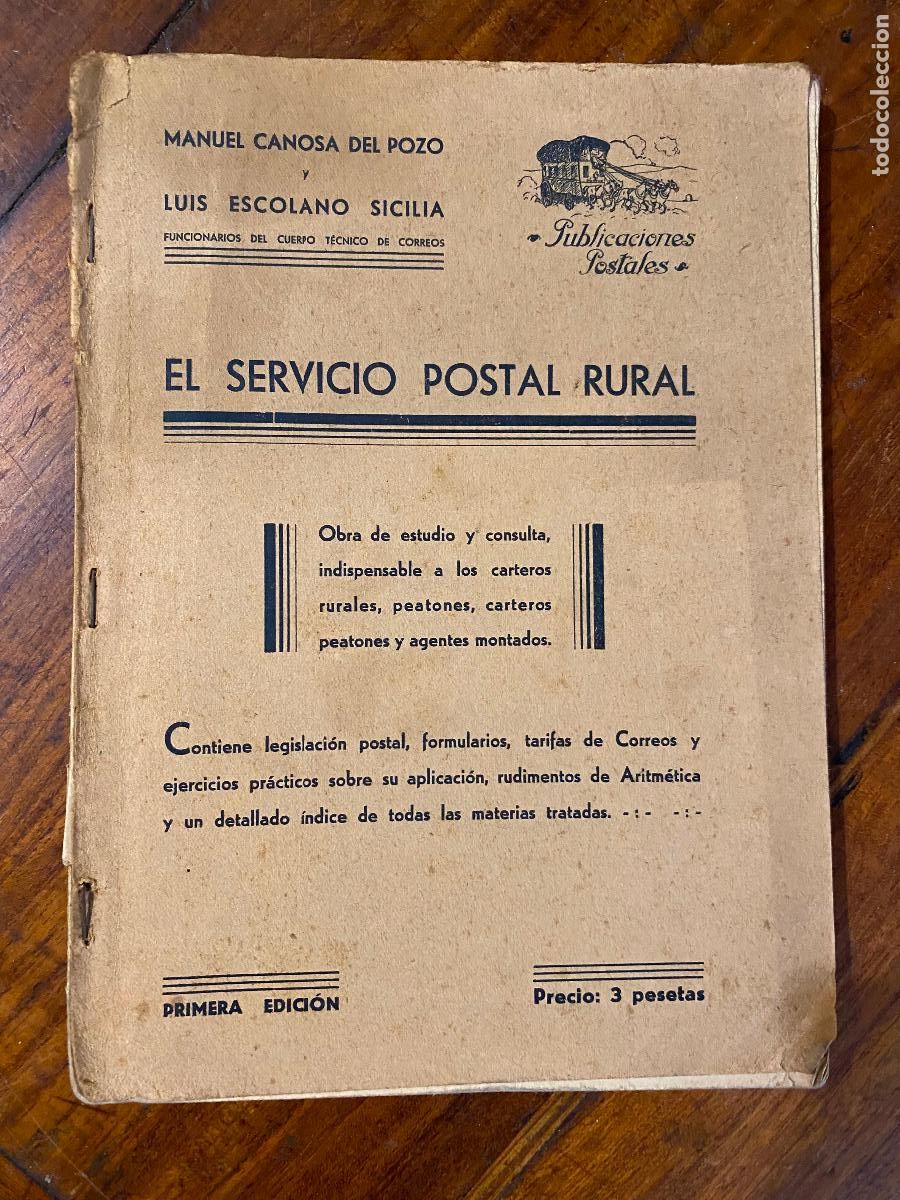 MANUEL CANOSA DEL POZO
Y
LUIS ESCOLANO SICILIA
FUNCIONARIOS DEL CUERPO TÉCNICO DE CORREOS
Publicaciones
Postales
EL SERVICIO POSTAL RURAL
Obra de estudio y consulta,
indispensable a los carteros
rurales, peatones, carteros
peatones y agentes montados.
Contiene legislación postal, formularios, tarifas de Correos y
ejercicios prácticos sobre su aplicación, rudimentos de Aritmética
y un detallado índice de todas las materias tratadas. -:- -:-
PRIMERA EDICIÓN
Precio: 3 pesetas
todocoleccion